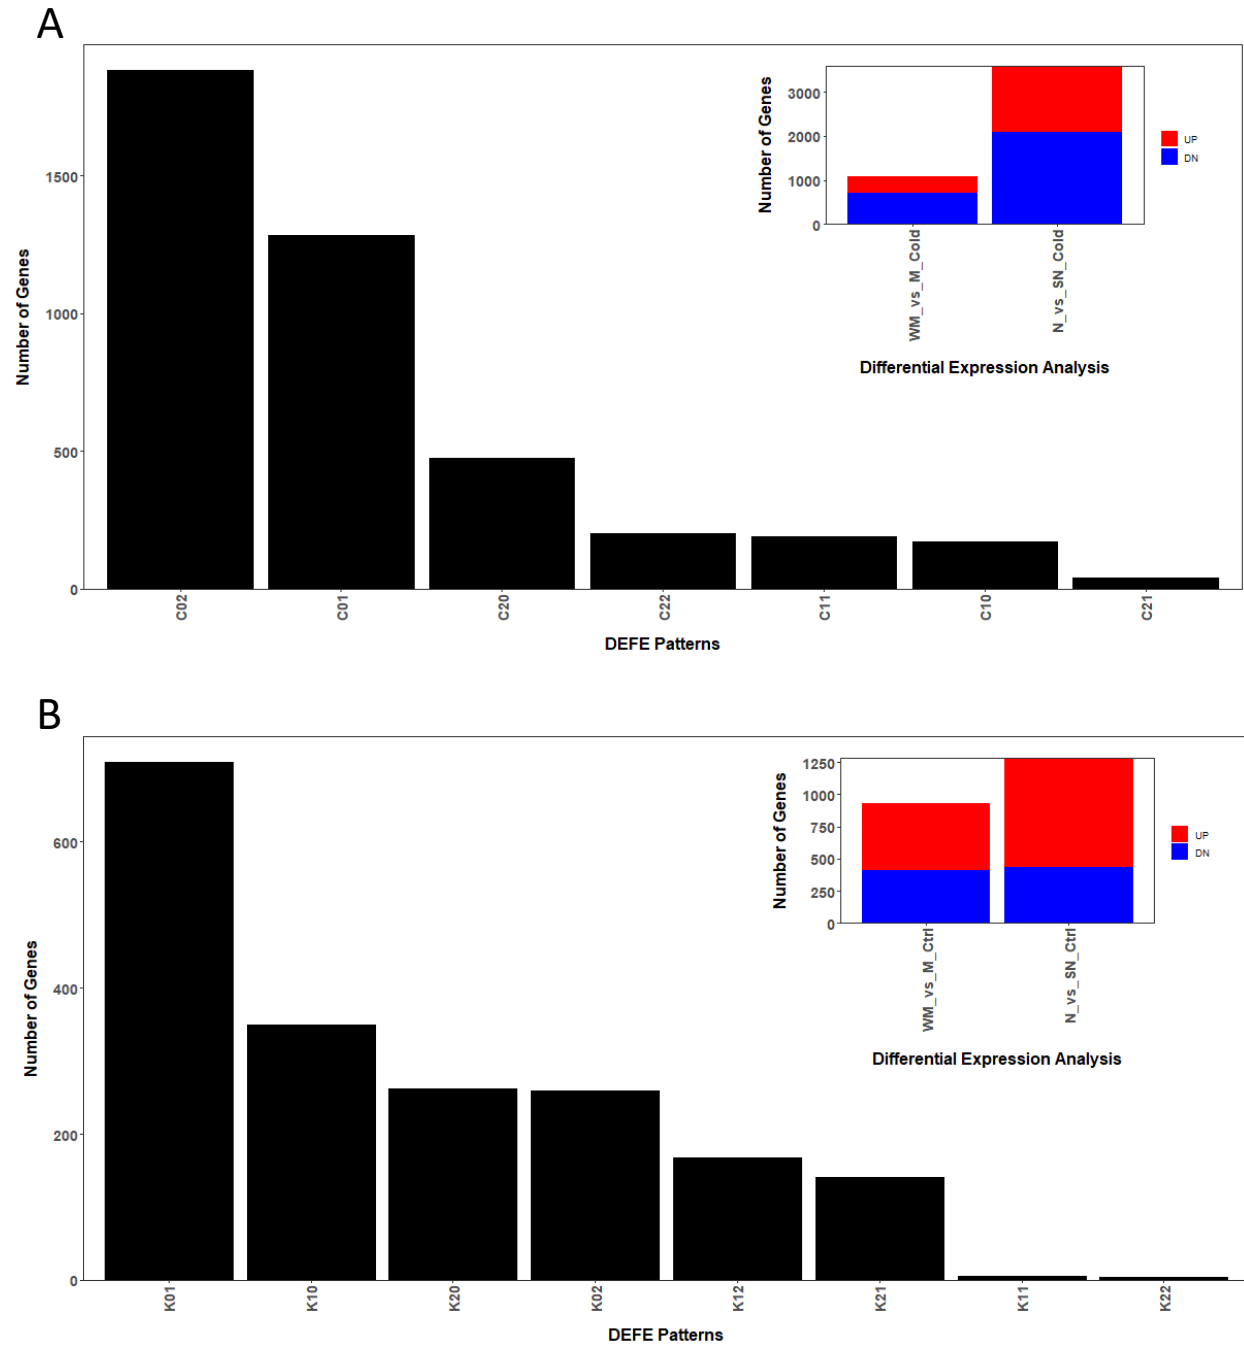 A
Number of Genes
1500
1000
500
0
C02
C01
C20
C22
C11
C10
C21
DEFE Patterns
Number of Genes
3000
2000
1000
0
WM_vs_M_Cold
N_vs_SN_Cold
Differential Expression Analysis
UP
DN
B
Number of Genes
600
400
200
0
K01
K10
K20
K02
K12
K21
K11
K22
DEFE Patterns
Number of Genes
1250
1000
750
500
250
0
WM_vs_M_Ctrl
N_vs_SN_Ctrl
Differential Expression Analysis
UP
DN